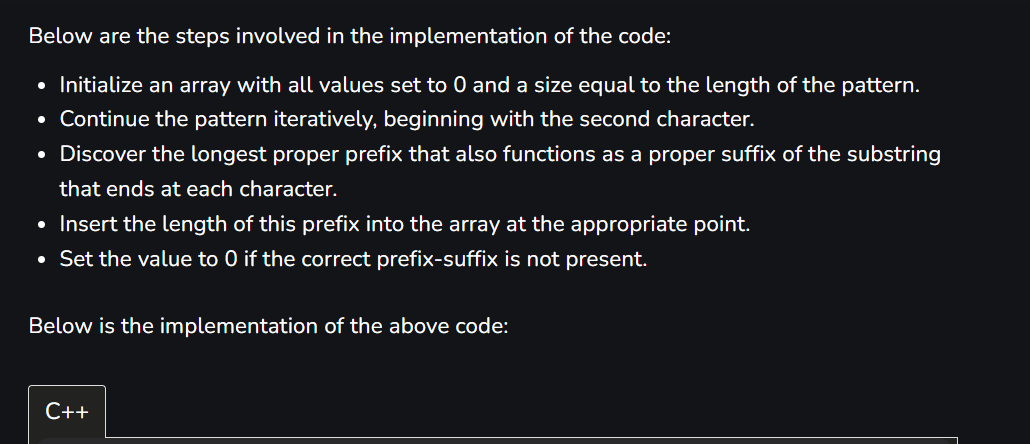 Below are the steps involved in the implementation of the code:
• Initialize an array with all values set to 0 and a size equal to the length of the pattern.
• Continue the pattern iteratively, beginning with the second character.
• Discover the longest proper prefix that also functions as a proper suffix of the substring
that ends at each character.
• Insert the length of this prefix into the array at the appropriate point.
• Set the value to 0 if the correct prefix-suffix is not present.
Below is the implementation of the above code:
C++